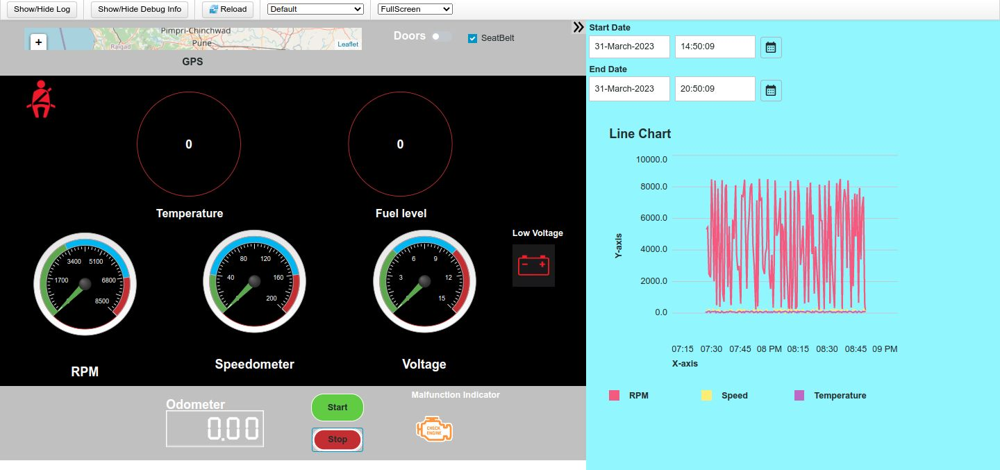 Show/Hide Log
Show/Hide Debug Info
Reload
Default
FullScreen
+
Pimpri-Chinchwad
Raigad
Pune
Leaflet
GPS
Doors
SeatBelt
Start Date
31-March-2023 14:50:09
End Date
31-March-2023 20:50:09
0
Temperature
0
Fuel level
1700 3400 5100 6800 8500
RPM
40 80 120 160 200
Speedometer
3 6 9 12 15
Voltage
Low Voltage
Odometer
0.00
Start
Stop
Malfunction Indicator
CHECK
ENGINE
Line Chart
10000.0
8000.0
6000.0
4000.0
2000.0
0.0
Y-axis
07:15 07:30 07:45 08 PM 08:15 08:30 08:45 09 PM
X-axis
RPM Speed Temperature